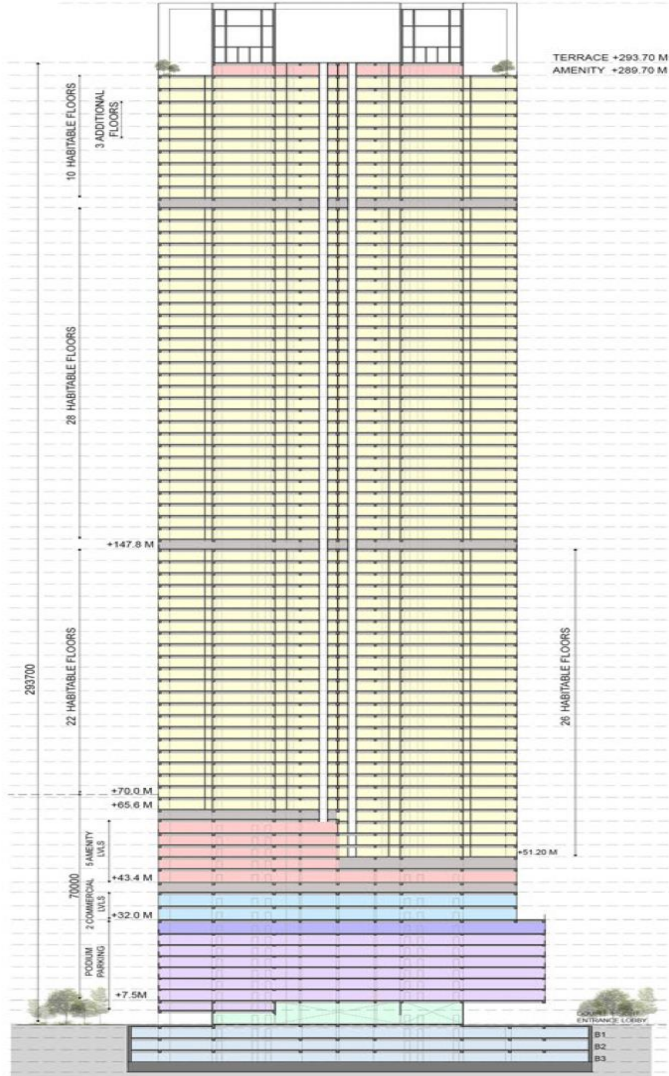 TERRACE +293.70 M
AMENITY +289.70 M
10 HABITABLE FLOORS
3 ADDITIONAL
FLOORS
28 HABITABLE FLOORS
+147.8 M
22 HABITABLE FLOORS
26 HABITABLE FLOORS
293700
+70.0 M
+65.6 M
5 AMENITY
LVLS
+51.20 M
+43.4 M
70000
2 COMMERCIAL
LVLS
+32.0 M
PODIUM
PARKING
+7.5M
ENTRANCE LOBBY
B1
B2
B3